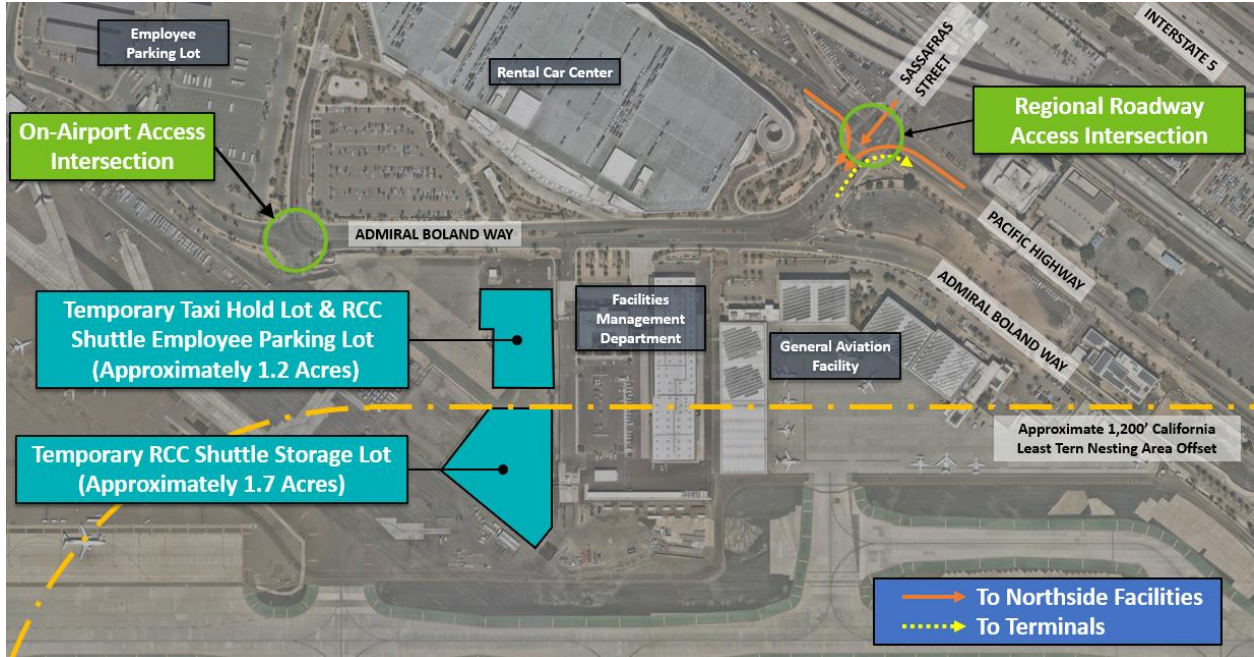 Employee
Parking Lot
Rental Car Center
SASSAFRAS
STREET
INTERSTATE 5
On-Airport Access
Intersection
Regional Roadway
Access Intersection
ADMIRAL BOLAND WAY
PACIFIC HIGHWAY
ADMIRAL BOLAND WAY
Temporary Taxi Hold Lot & RCC
Shuttle Employee Parking Lot
(Approximately 1.2 Acres)
Facilities
Management
Department
General Aviation
Facility
Approximate 1,200’ California
Least Tern Nesting Area Offset
Temporary RCC Shuttle Storage Lot
(Approximately 1.7 Acres)
To Northside Facilities
To Terminals